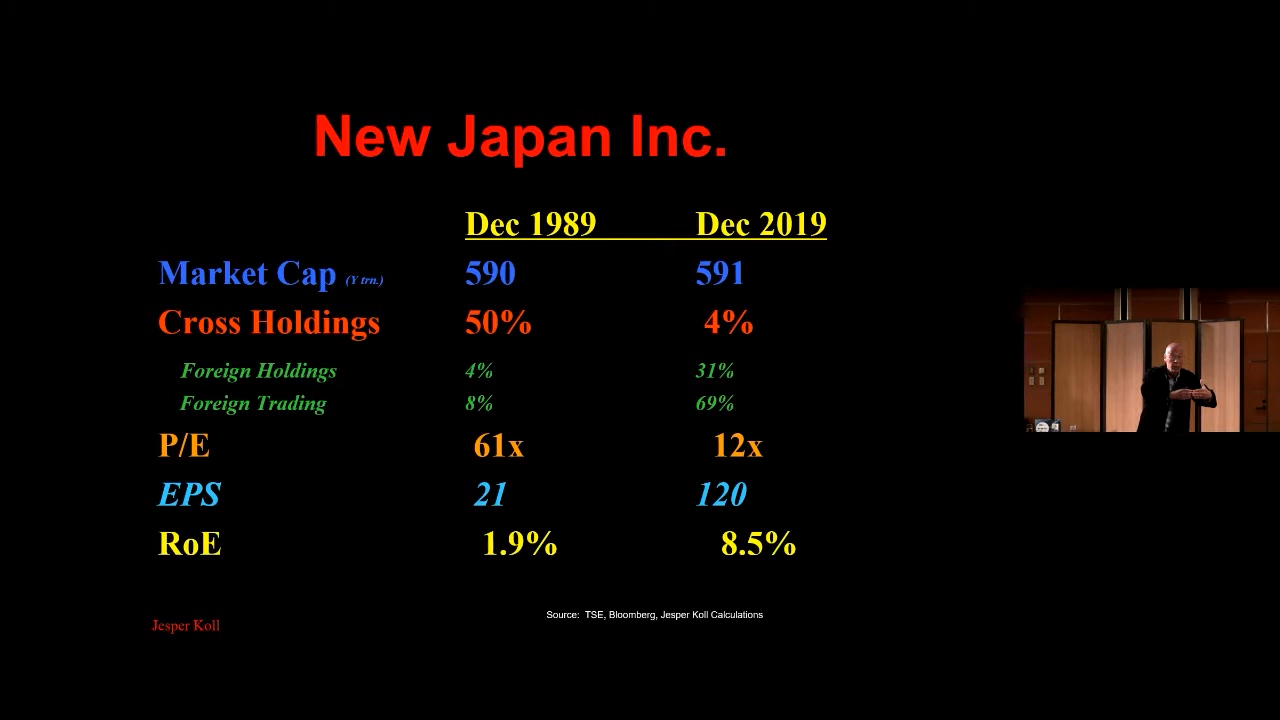 New Japan Inc.
Dec 1989 Dec 2019
Market Cap (Y trn.) 590 591
Cross Holdings 50% 4%
Foreign Holdings 4% 31%
Foreign Trading 8% 69%
P/E 61x 12x
EPS 21 120
RoE 1.9% 8.5%
Source: TSE, Bloomberg, Jesper Koll Calculations
Jesper Koll